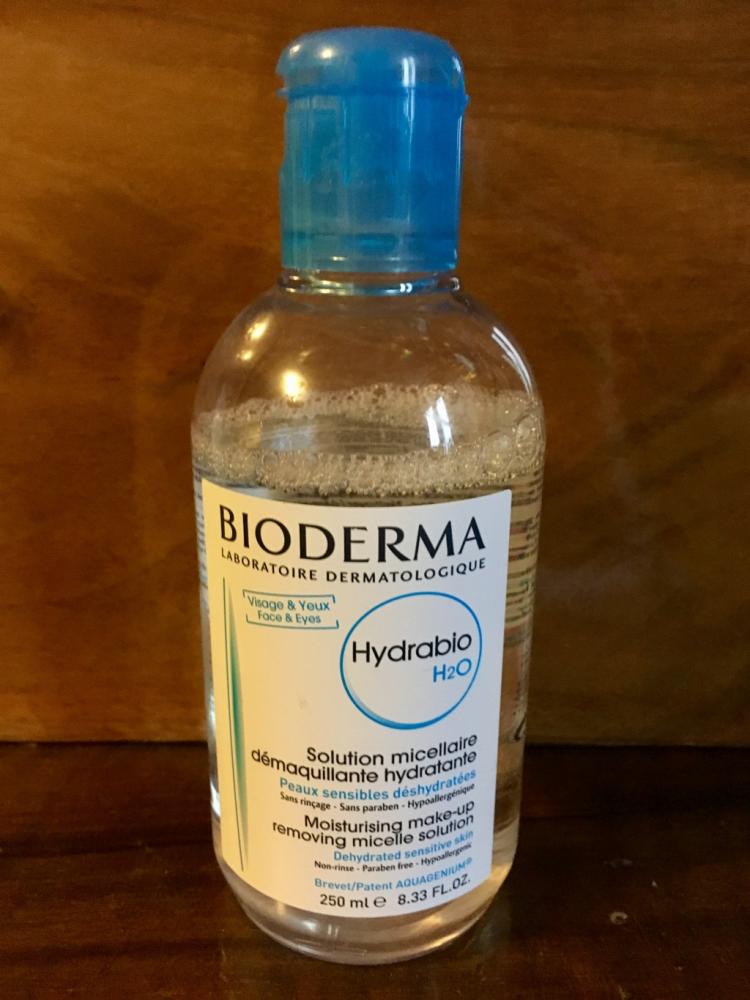 BIODERMA
LABORATOIRE DERMATOLOGIQUE
Visage & Yeux
Face & Eyes
Hydrabio
H2O
Solution micellaire
démaquillante hydratante
Peaux sensibles déshydratées
Sans rinçage - Sans paraben - Hypoallergénique
Moisturising make-up
removing micelle solution
Dehydrated sensitive skin
Non-rinse - Paraben free - Hypoallergenic
Brevet/Patent AQUAGENIUM®
250 ml ℮ 8.33 FL.OZ.